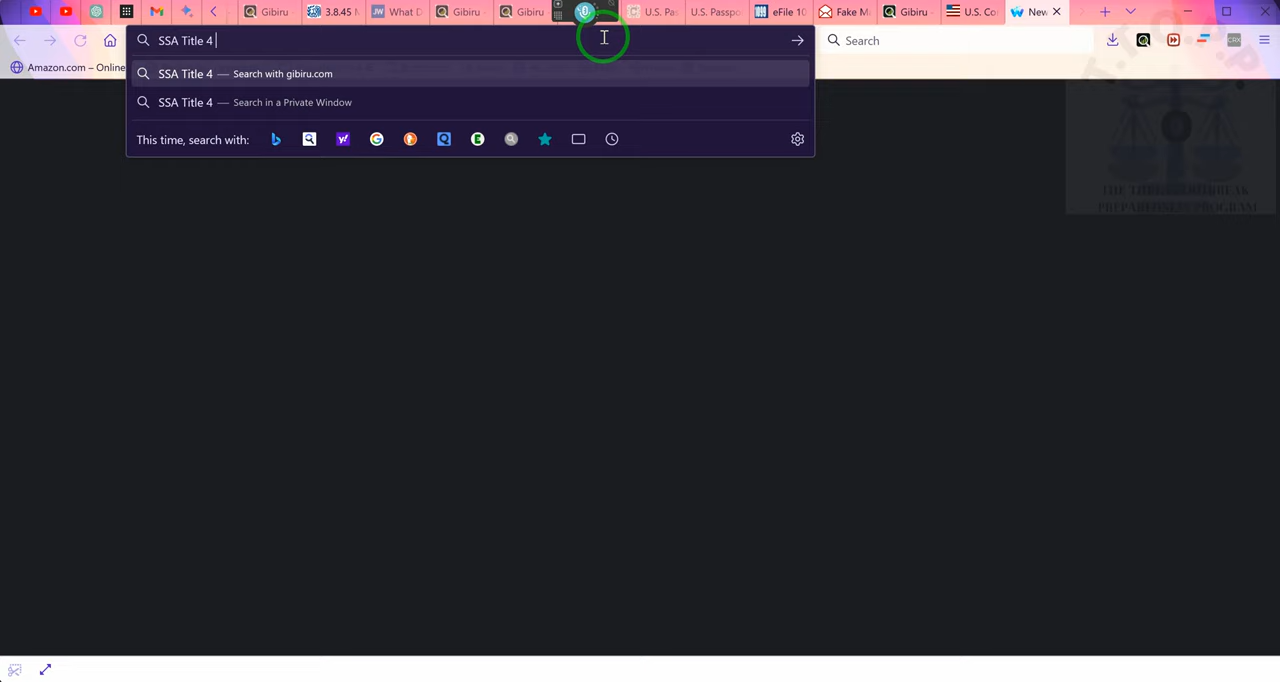 Gibiru
3.8.45
What D
Gibiru
Gibiru
U.S. Pa
U.S. Passpo
eFile 10
Fake M
Gibiru -
U.S. Co
New
SSA Title 4
Search
Amazon.com – Online
SSA Title 4 — Search with gibiru.com
SSA Title 4 — Search in a Private Window
This time, search with:
PREPAREDNESS PROGRAM